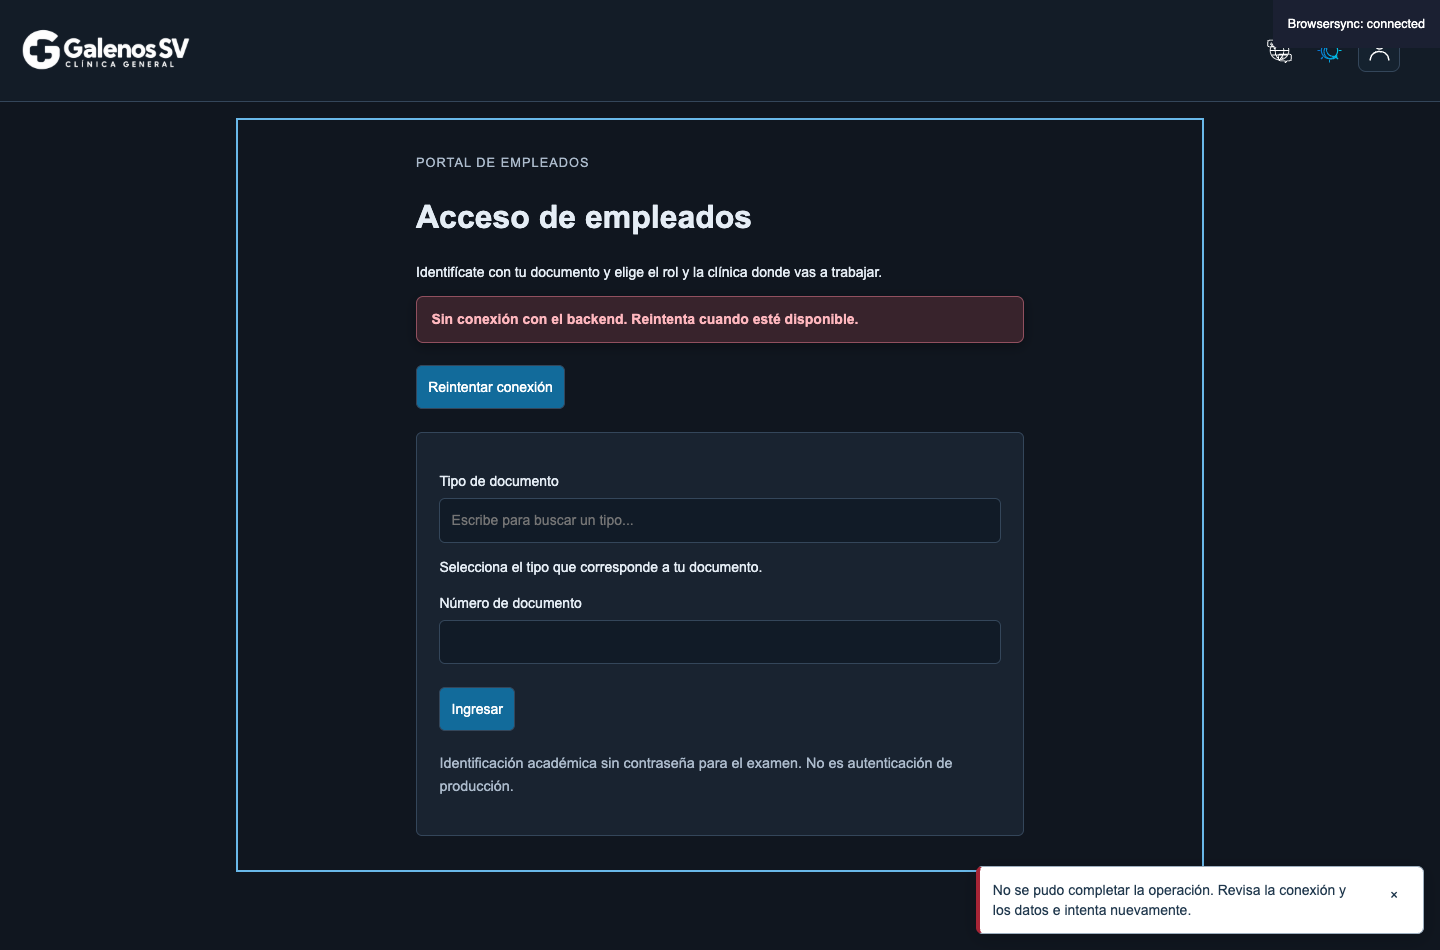 Browsersync: connected
Galenos SV
CLÍNICA GENERAL
PORTAL DE EMPLEADOS
Acceso de empleados
Identifícate con tu documento y elige el rol y la clínica donde vas a trabajar.
Sin conexión con el backend. Reintenta cuando esté disponible.
Reintentar conexión
Tipo de documento
Escribe para buscar un tipo...
Selecciona el tipo que corresponde a tu documento.
Número de documento
Ingresar
Identificación académica sin contraseña para el examen. No es autenticación de
producción.
No se pudo completar la operación. Revisa la conexión y
los datos e intenta nuevamente.
×